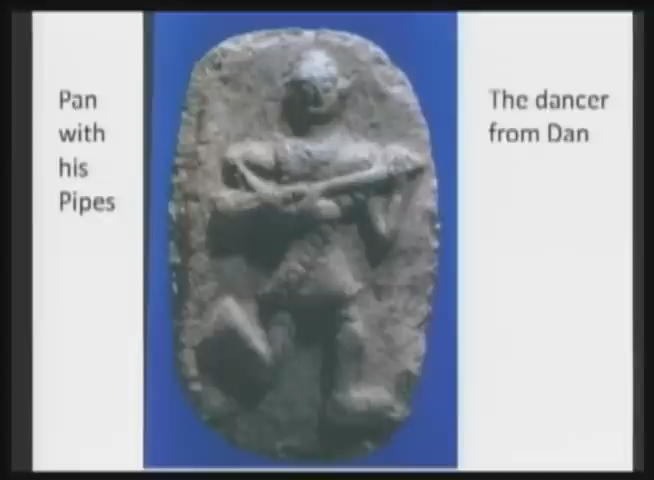 Pan
with
his
Pipes
The dancer
from Dan